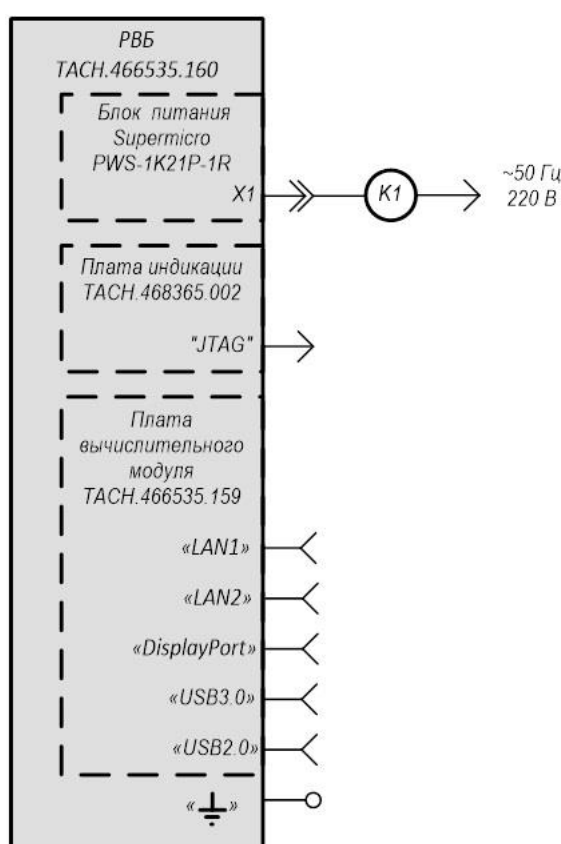 РВБ
ТАСН.466535.160
Блок питания
Supermicro
PWS-1K21P-1R
X1
K1
~50 Гц
220 В
Плата индикации
ТАСН.468365.002
"JTAG"
Плата
вычислительного
модуля
ТАСН.466535.159
«LAN1»
«LAN2»
«DisplayPort»
«USB3.0»
«USB2.0»
« »